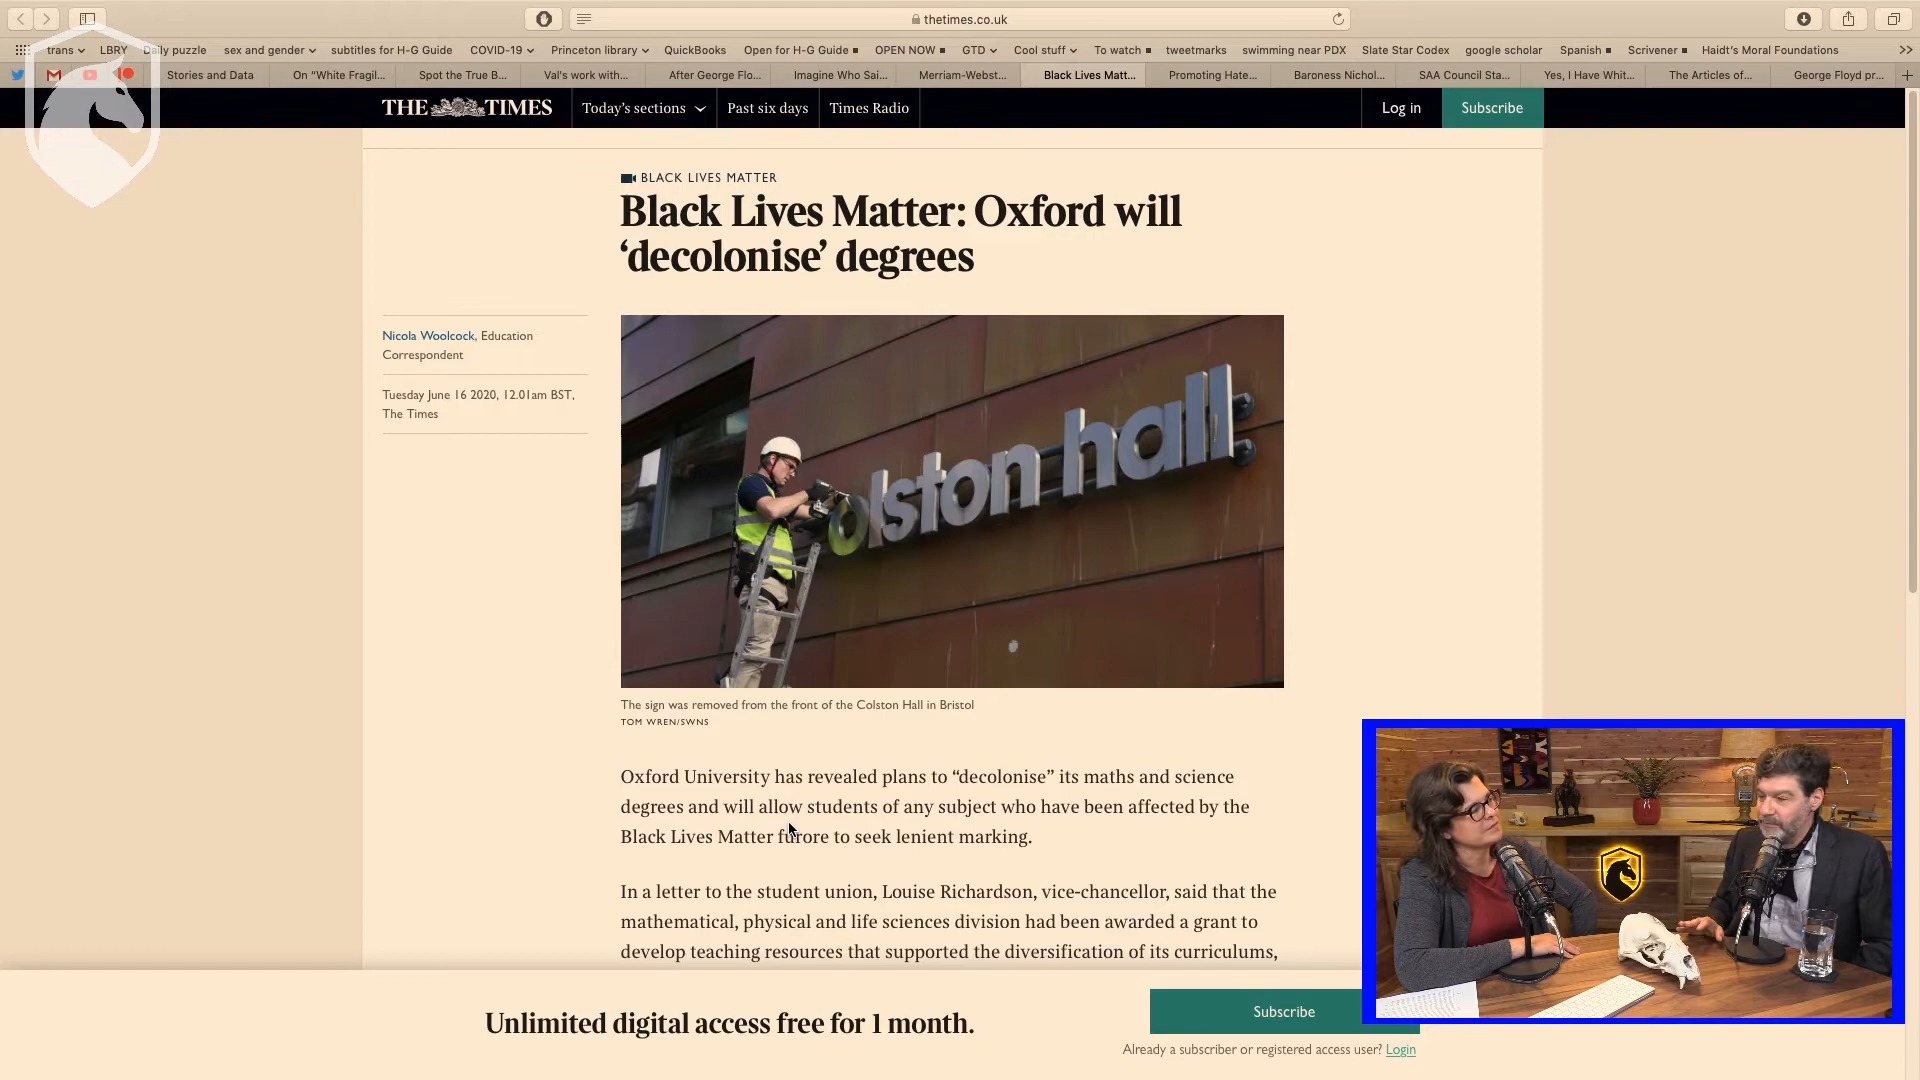 thetimes.co.uk
trans LBRY Daily puzzle sex and gender subtitles for H-G Guide COVID-19 Princeton library QuickBooks Open for H-G Guide OPEN NOW GTD Cool stuff To watch tweetmarks swimming near PDX Slate Star Codex google scholar Spanish Scrivener Haidt's Moral Foundations >>
Stories and Data On “White Fragil... Spot the True B... Val's work with... After George Flo... Imagine Who Sai... Merriam-Webst... Black Lives Matt... Promoting Hate... Baroness Nichol... SAA Council Sta... Yes, I Have Whit... The Articles of... George Floyd pr...
THE TIMES Today's sections Past six days Times Radio Log in Subscribe
BLACK LIVES MATTER
Black Lives Matter: Oxford will
‘decolonise’ degrees
Nicola Woolcock, Education
Correspondent
Tuesday June 16 2020, 12.01am BST,
The Times
olston hall
The sign was removed from the front of the Colston Hall in Bristol
TOM WREN/SWNS
Oxford University has revealed plans to “decolonise” its maths and science
degrees and will allow students of any subject who have been affected by the
Black Lives Matter furore to seek lenient marking.
In a letter to the student union, Louise Richardson, vice-chancellor, said that the
mathematical, physical and life sciences division had been awarded a grant to
develop teaching resources that supported the diversification of its curriculums,
Unlimited digital access free for 1 month.
Subscribe
Already a subscriber or registered access user? Login